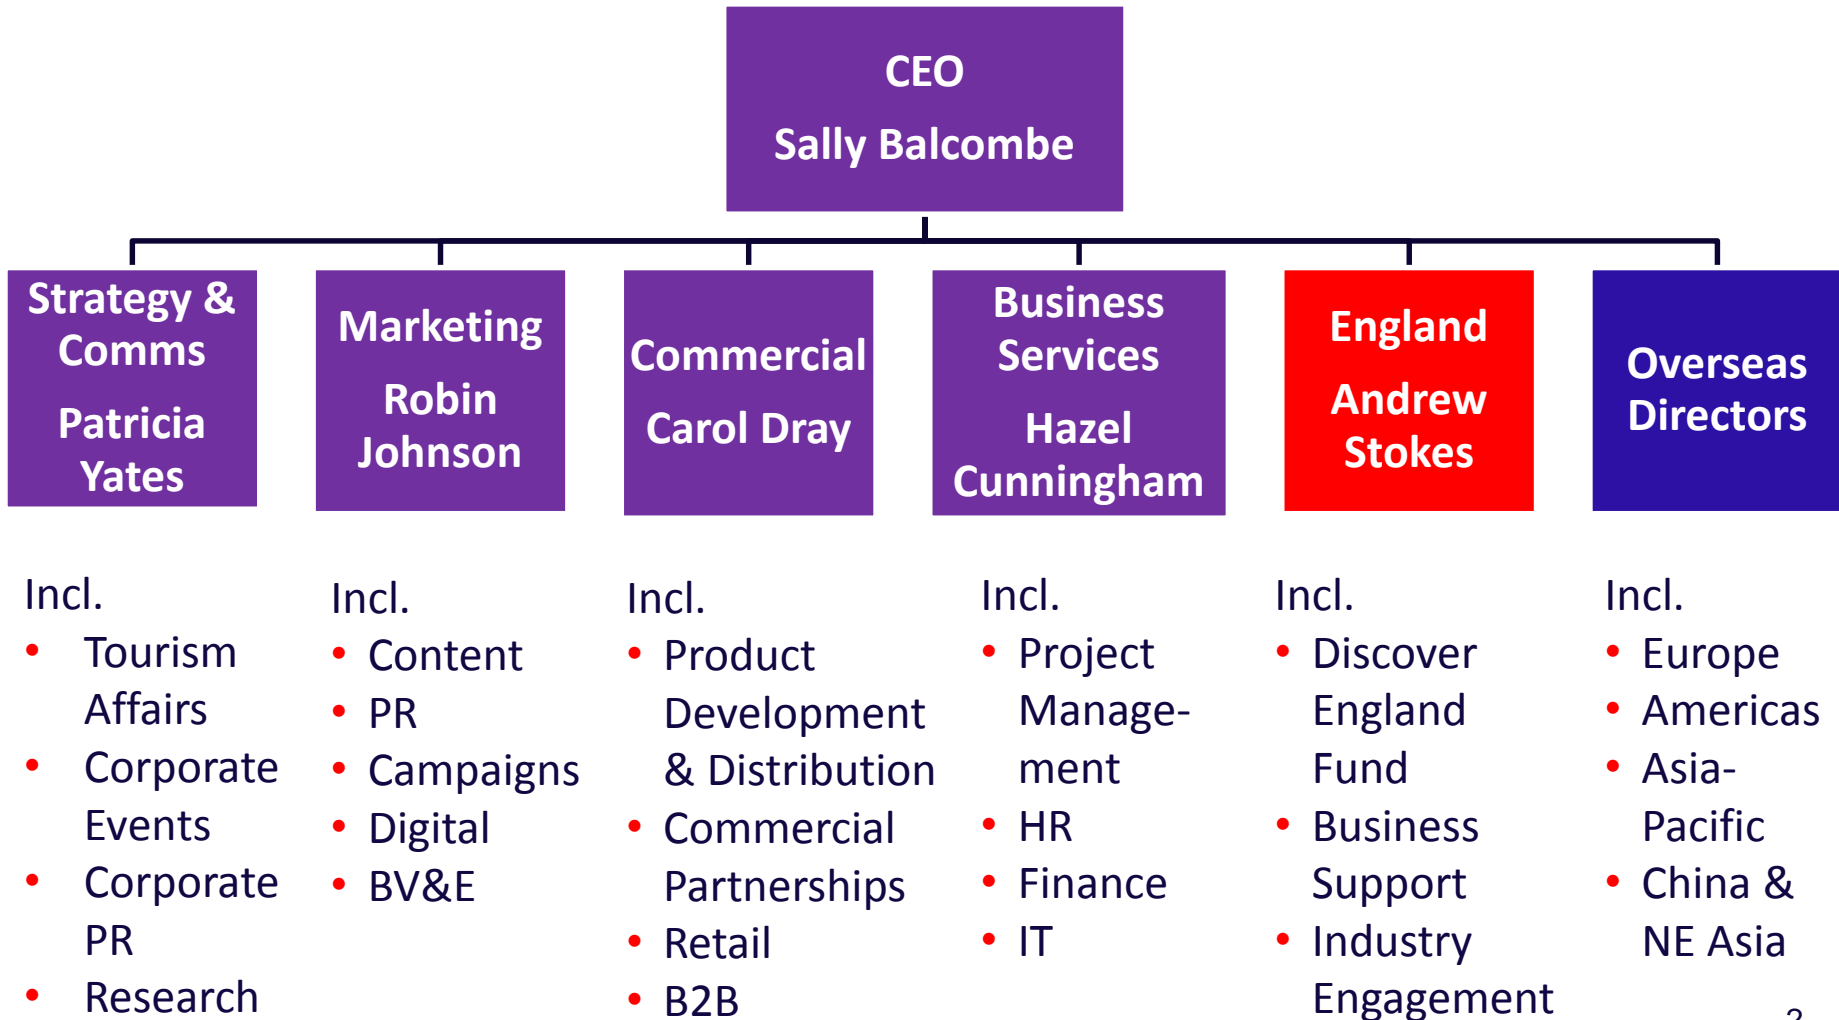 CEO
Sally Balcombe
Strategy &
Comms
Patricia
Yates
Marketing
Robin
Johnson
Commercial
Carol Dray
Business
Services
Hazel
Cunningham
England
Andrew
Stokes
Overseas
Directors
Incl.
• Tourism
Affairs
• Corporate
Events
• Corporate
PR
• Research
Incl.
• Content
• PR
• Campaigns
• Digital
• BV&E
Incl.
• Product
Development
& Distribution
• Commercial
Partnerships
• Retail
• B2B
Incl.
• Project
Manage-
ment
• HR
• Finance
• IT
Incl.
• Discover
England
Fund
• Business
Support
• Industry
Engagement
Incl.
• Europe
• Americas
• Asia-
Pacific
• China &
NE Asia